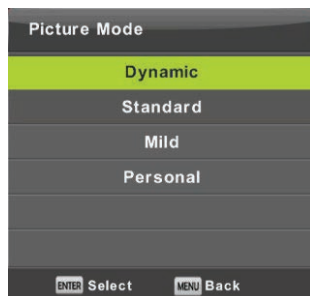 Picture Mode
Dynamic
Standard
Mild
Personal
ENTER Select MENU Back